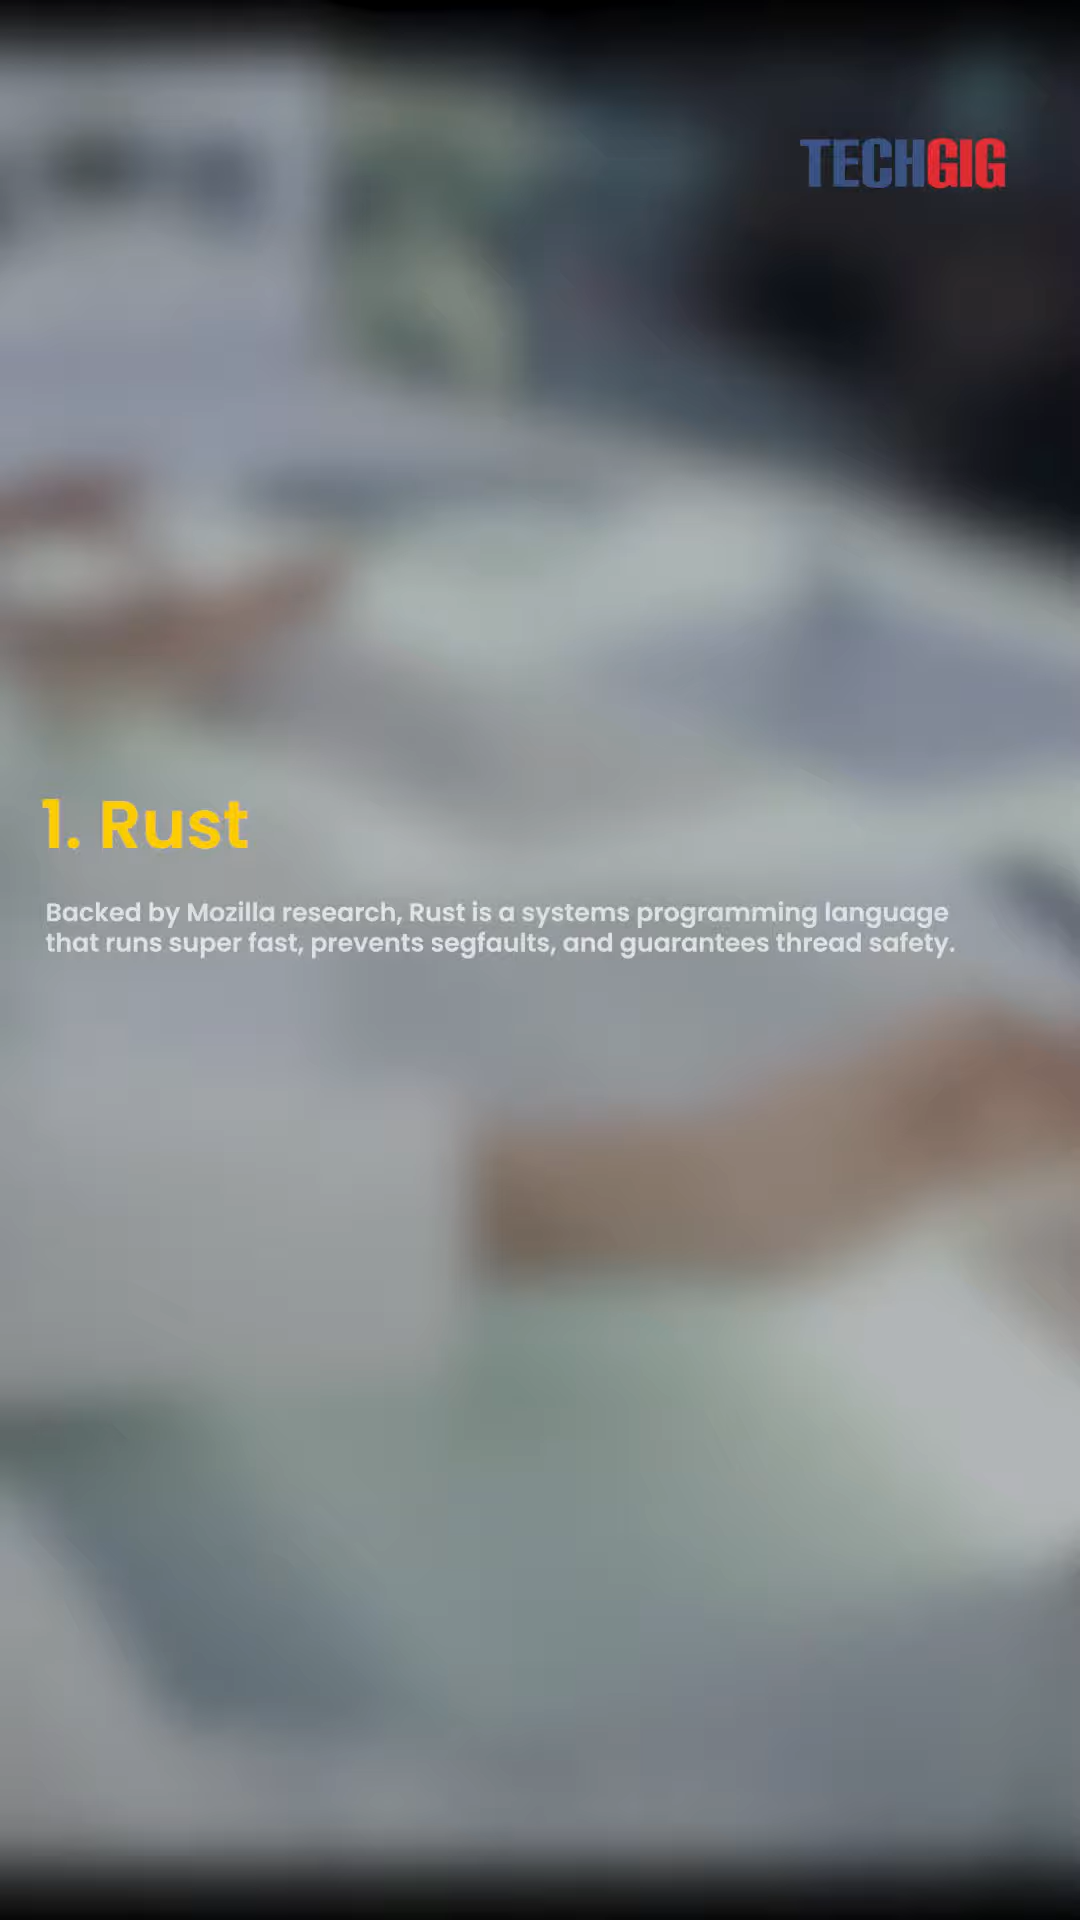 TECHGIG
1. Rust
Backed by Mozilla research, Rust is a systems programming language
that runs super fast, prevents segfaults, and guarantees thread safety.